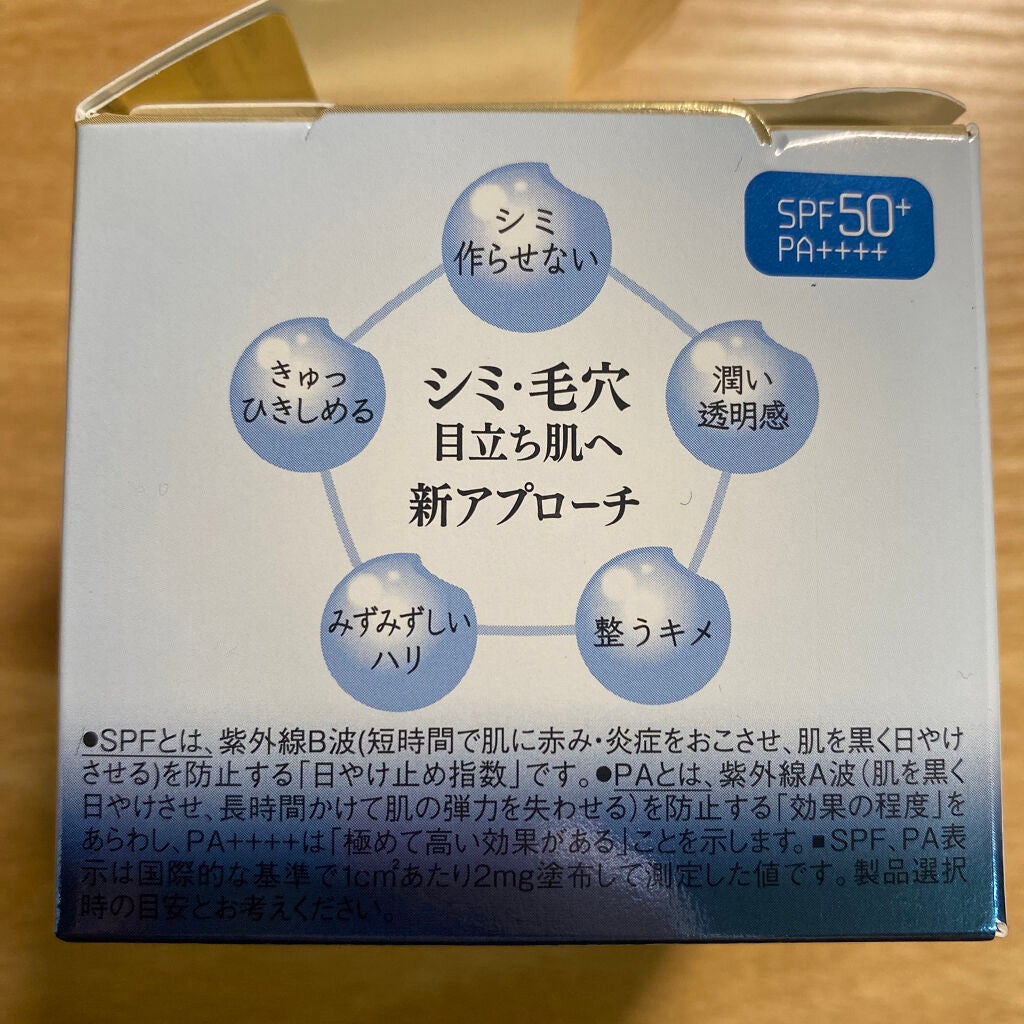 SPF50+
PA++++
シミ
作らせない
きゅっ
ひきしめる
潤い
透明感
シミ・毛穴
目立ち肌へ
新アプローチ
みずみずしい
ハリ
整うキメ
●SPFとは、紫外線B波(短時間で肌に赤み・炎症をおこさせ、肌を黒く日やけ
させる)を防止する「日やけ止め指数」です。●PAとは、紫外線A波(肌を黒く
日やけさせ、長時間かけて肌の弾力を失わせる)を防止する「効果の程度」を
あらわし、PA++++は「極めて高い効果がある」ことを示します。■SPF、PA表
示は国際的な基準で1c㎡あたり2mg塗布して測定した値です。製品選択
時の目安とお考えください。